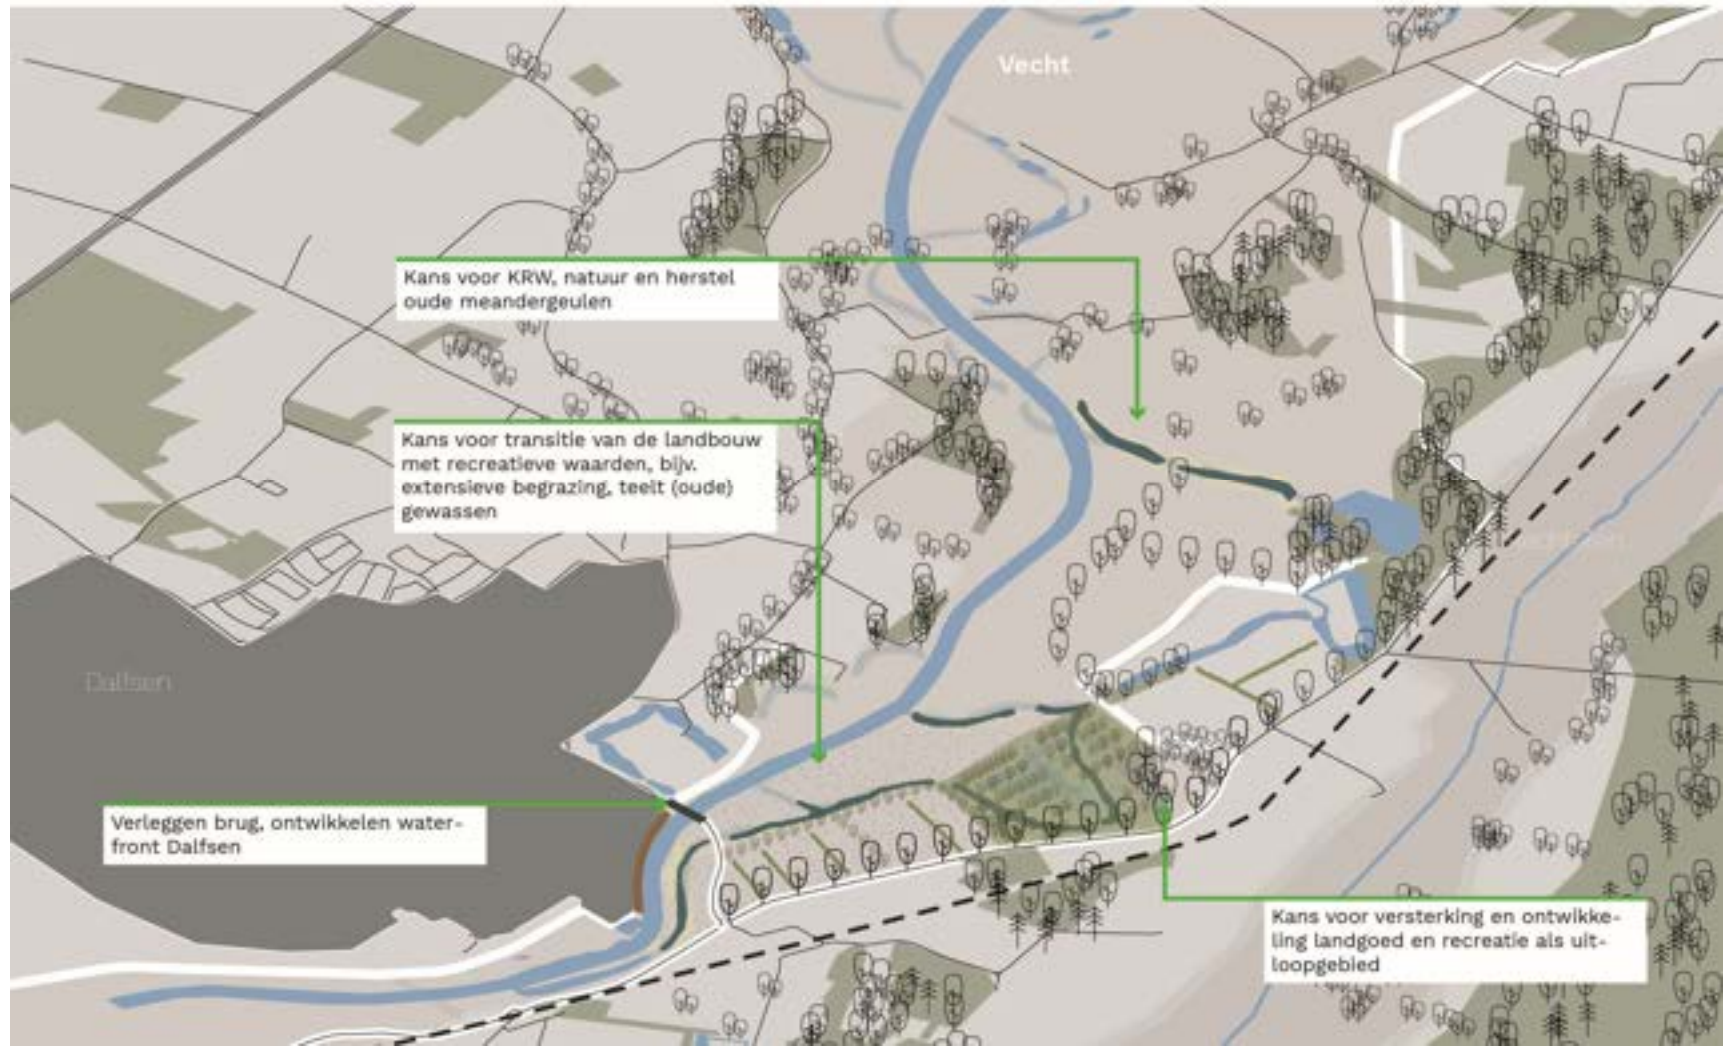 Vecht
Kans voor KRW, natuur en herstel
oude meandergeulen
Kans voor transitie van de landbouw
met recreatieve waarden, bijv.
extensieve begrazing, teelt (oude)
gewassen
Dalfsen
Verleggen brug, ontwikkelen water-
front Dalfsen
Kans voor versterking en ontwikke-
ling landgoed en recreatie als uit-
loopgebied